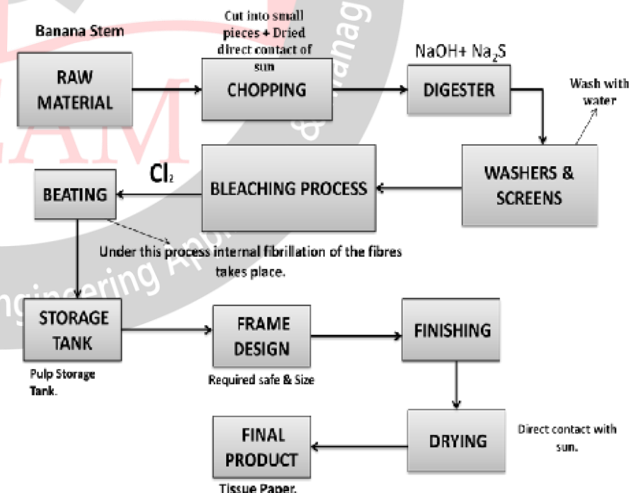 Banana Stem
Cut into small
pieces + Dried
direct contact of
sun
RAW
MATERIAL
CHOPPING
NaOH+ Na₂S
DIGESTER
Wash with
water
WASHERS &
SCREENS
BLEACHING PROCESS
Cl₂
BEATING
Under this process internal fibrillation of the fibres
takes place.
STORAGE
TANK
Pulp Storage
Tank.
FRAME
DESIGN
Required safe & Size
FINISHING
DRYING
Direct contact with
sun.
FINAL
PRODUCT
Tissue Paper.